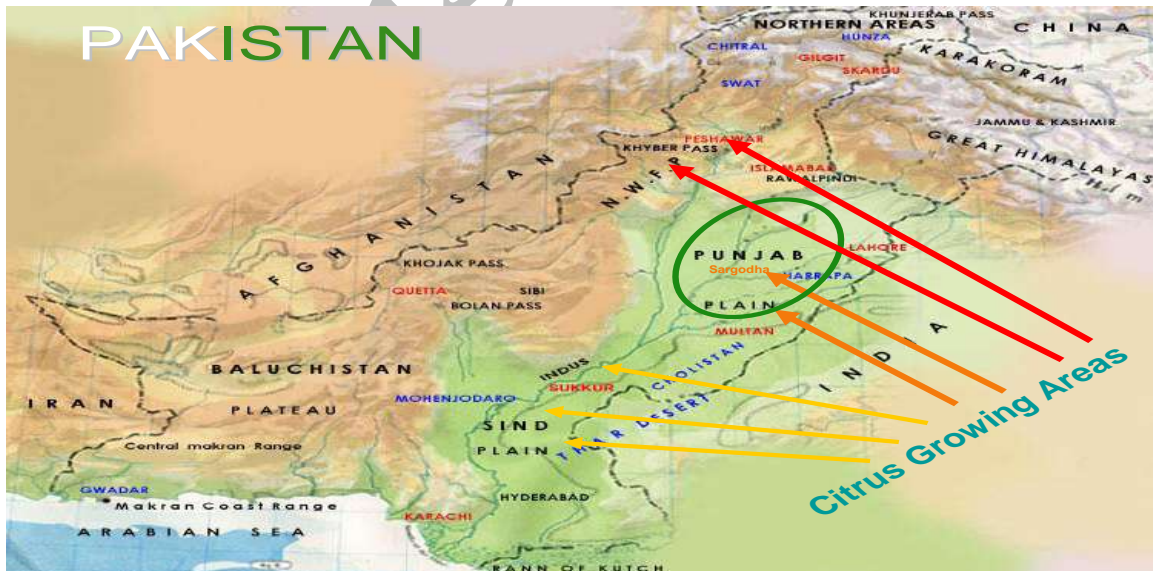 PAKISTAN
KHUNJERAB PASS
NORTHERN AREAS
CHINA
HUNZA
CHITRAL
GILGIT
KARAKORAM
SKARDU
SWAT
JAMMU & KASHMIR
PESHAWAR
KHYBER PASS
GREAT HIMALAYAS
ISLAMABAD
RAWALPINDI
N.W.F.P
AFGHANISTAN
LAHORE
PUNJAB
KHOJAK PASS
Sargodha
HARRAPA
QUETTA
SIBI
BOLAN PASS
PLAIN
MULTAN
INDIA
INDUS
CHOLISTAN
BALUCHISTAN
SUKKUR
MOHENJODARO
IRAN
PLATEAU
THAR DESERT
SIND
PLAIN
Central makran Range
Citrus Growing Areas
GWADAR
HYDERABAD
Makran Coast Range
KARACHI
ARABIAN SEA
RANN OF KUTCH